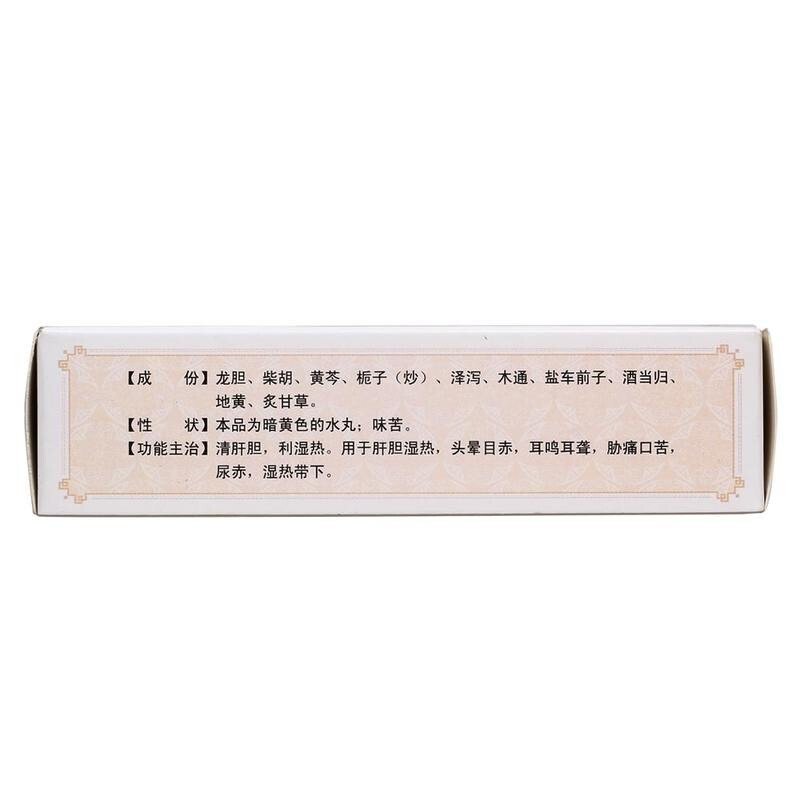 【成　份】龙胆、柴胡、黄芩、栀子（炒）、泽泻、木通、盐车前子、酒当归、
地黄、炙甘草。
【性　状】本品为暗黄色的水丸；味苦。
【功能主治】清肝胆，利湿热。用于肝胆湿热，头晕目赤，耳鸣耳聋，胁痛口苦，
尿赤，湿热带下。